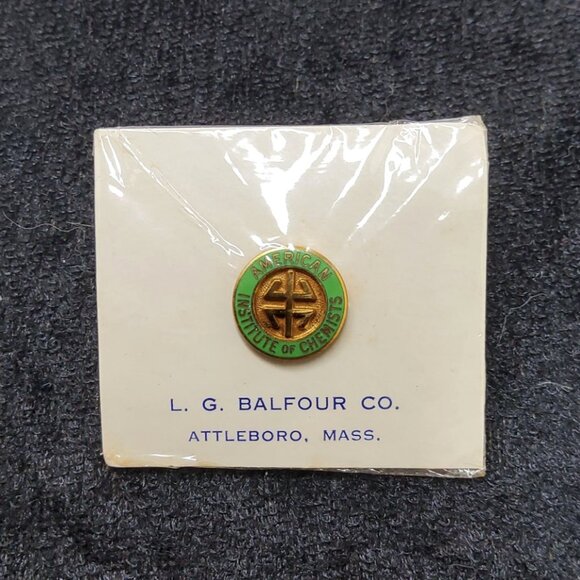 AMERICAN
INSTITUTE OF CHEMISTS
L. G. BALFOUR CO.
ATTLEBORO, MASS.